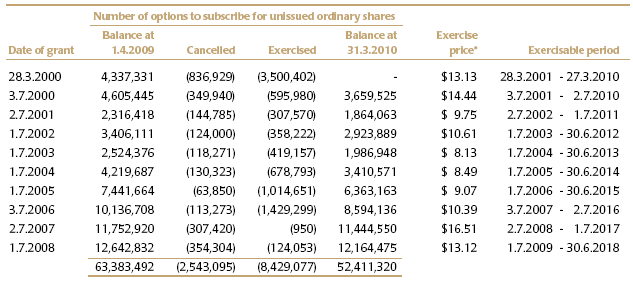 Number of options to subscribe for unissued ordinary shares
Balance at Balance at Exercise
Date of grant 1.4.2009 Cancelled Exercised 31.3.2010 price* Exercisable period
28.3.2000 4,337,331 (836,929) (3,500,402) - $13.13 28.3.2001 - 27.3.2010
3.7.2000 4,605,445 (349,940) (595,980) 3,659,525 $14.44 3.7.2001 - 2.7.2010
2.7.2001 2,316,418 (144,785) (307,570) 1,864,063 $ 9.75 2.7.2002 - 1.7.2011
1.7.2002 3,406,111 (124,000) (358,222) 2,923,889 $10.61 1.7.2003 - 30.6.2012
1.7.2003 2,524,376 (118,271) (419,157) 1,986,948 $ 8.13 1.7.2004 - 30.6.2013
1.7.2004 4,219,687 (130,323) (678,793) 3,410,571 $ 8.49 1.7.2005 - 30.6.2014
1.7.2005 7,441,664 (63,850) (1,014,651) 6,363,163 $ 9.07 1.7.2006 - 30.6.2015
3.7.2006 10,136,708 (113,273) (1,429,299) 8,594,136 $10.39 3.7.2007 - 2.7.2016
2.7.2007 11,752,920 (307,420) (950) 11,444,550 $16.51 2.7.2008 - 1.7.2017
1.7.2008 12,642,832 (354,304) (124,053) 12,164,475 $13.12 1.7.2009 - 30.6.2018
63,383,492 (2,543,095) (8,429,077) 52,411,320